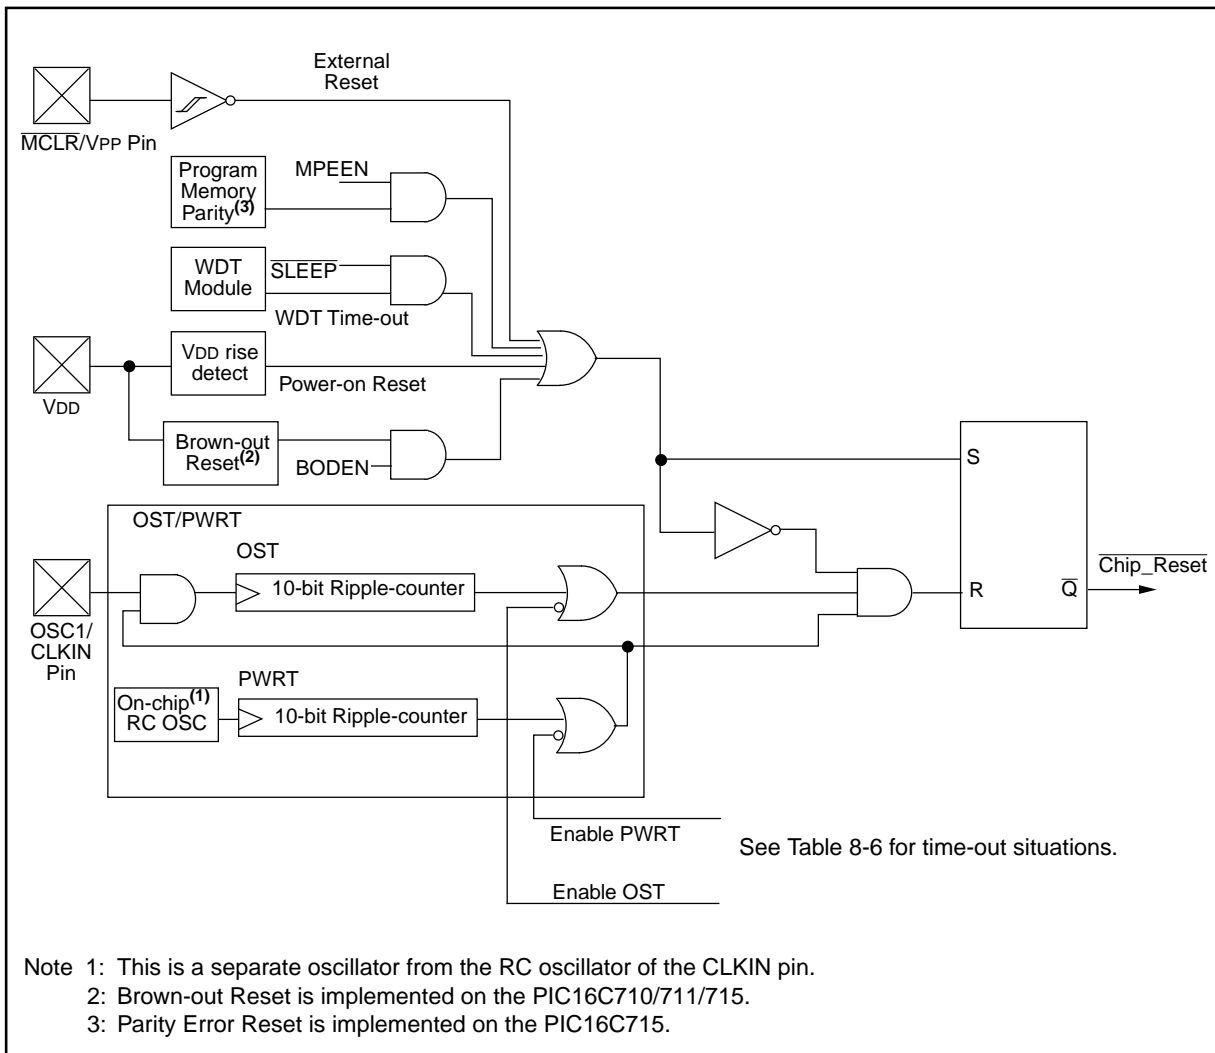 External
Reset
M̅C̅L̅R̅/VPP Pin
Program
Memory
Parity(3)
MPEEN
WDT
Module
S̅L̅E̅E̅P̅
WDT Time-out
VDD
VDD rise
detect
Power-on Reset
Brown-out
Reset(2)
BODEN
S
OST/PWRT
OST
10-bit Ripple-counter
OSC1/
CLKIN
Pin
R
Q̅
C̅h̅i̅p̅_̅R̅e̅s̅e̅t̅
PWRT
On-chip(1)
RC OSC
10-bit Ripple-counter
Enable PWRT
See Table 8-6 for time-out situations.
Enable OST
Note 1: This is a separate oscillator from the RC oscillator of the CLKIN pin.
2: Brown-out Reset is implemented on the PIC16C710/711/715.
3: Parity Error Reset is implemented on the PIC16C715.